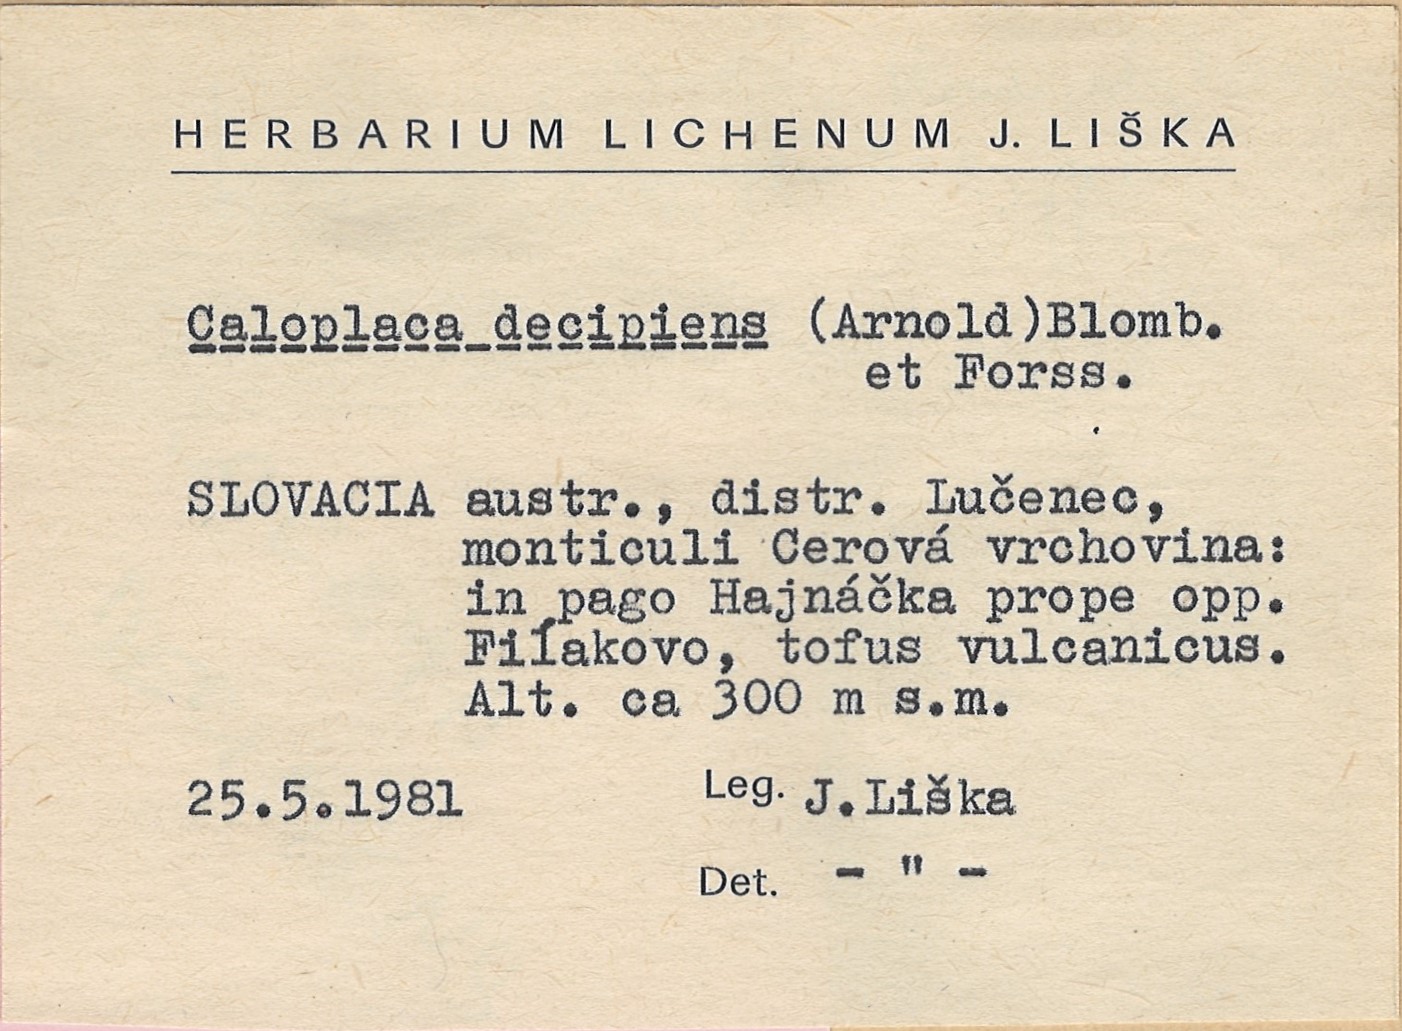 HERBARIUM LICHENUM J. LIŠKA
Caloplaca decipiens (Arnold)Blomb.
et Forss.
SLOVACIA austr., distr. Lučenec,
monticuli Cerová vrchovina:
in pago Hajnáčka prope opp.
Fiĺakovo, tofus vulcanicus.
Alt. ca 300 m s.m.
25.5.1981 Leg. J.Liška
Det. - " -